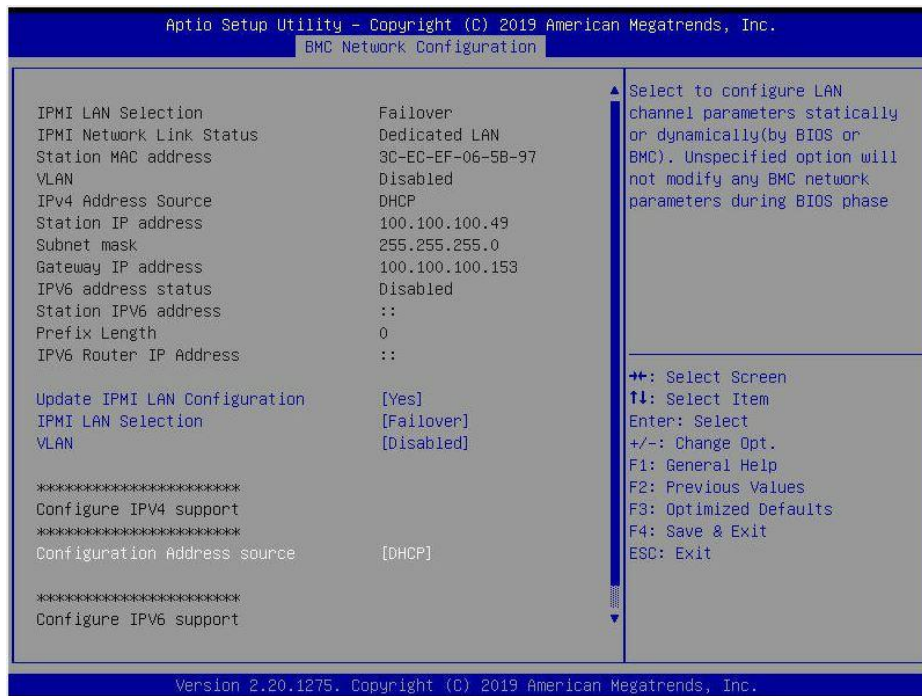 Aptio Setup Utility – Copyright (C) 2019 American Megatrends, Inc.
BMC Network Configuration
IPMI LAN Selection Failover
IPMI Network Link Status Dedicated LAN
Station MAC address 3C-EC-EF-06-5B-97
VLAN Disabled
IPv4 Address Source DHCP
Station IP address 100.100.100.49
Subnet mask 255.255.255.0
Gateway IP address 100.100.100.153
IPV6 address status Disabled
Station IPV6 address ::
Prefix Length 0
IPV6 Router IP Address ::
Update IPMI LAN Configuration [Yes]
IPMI LAN Selection [Failover]
VLAN [Disabled]
***********************
Configure IPV4 support
***********************
Configuration Address source [DHCP]
***********************
Configure IPV6 support
Select to configure LAN
channel parameters statically
or dynamically(by BIOS or
BMC). Unspecified option will
not modify any BMC network
parameters during BIOS phase
→←: Select Screen
↑↓: Select Item
Enter: Select
+/-: Change Opt.
F1: General Help
F2: Previous Values
F3: Optimized Defaults
F4: Save & Exit
ESC: Exit
Version 2.20.1275. Copyright (C) 2019 American Megatrends, Inc.